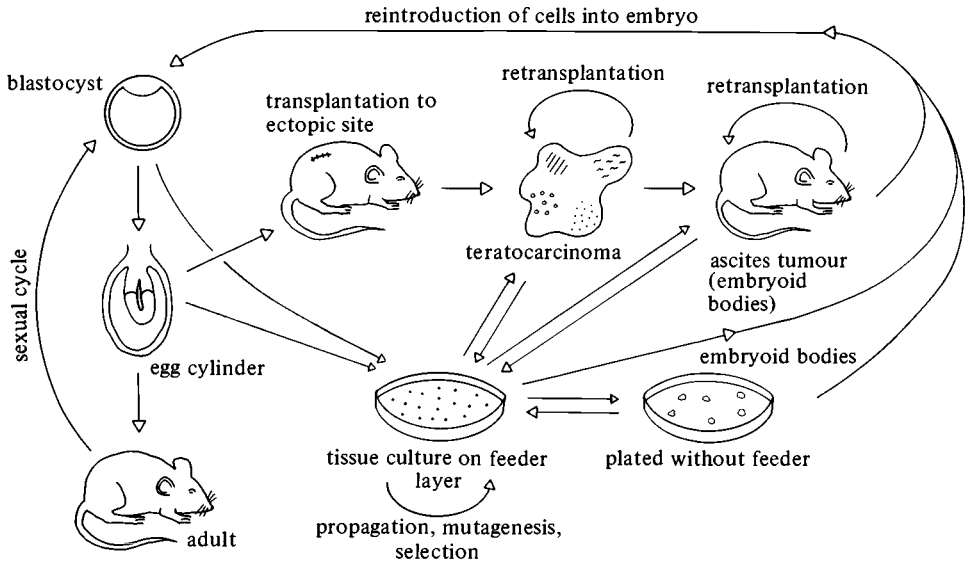 reintroduction of cells into embryo
blastocyst
retransplantation
retransplantation
transplantation to
ectopic site
sexual cycle
teratocarcinoma
ascites tumour
(embryoid
bodies)
egg cylinder
embryoid bodies
tissue culture on feeder
layer
plated without feeder
propagation, mutagenesis,
selection
adult